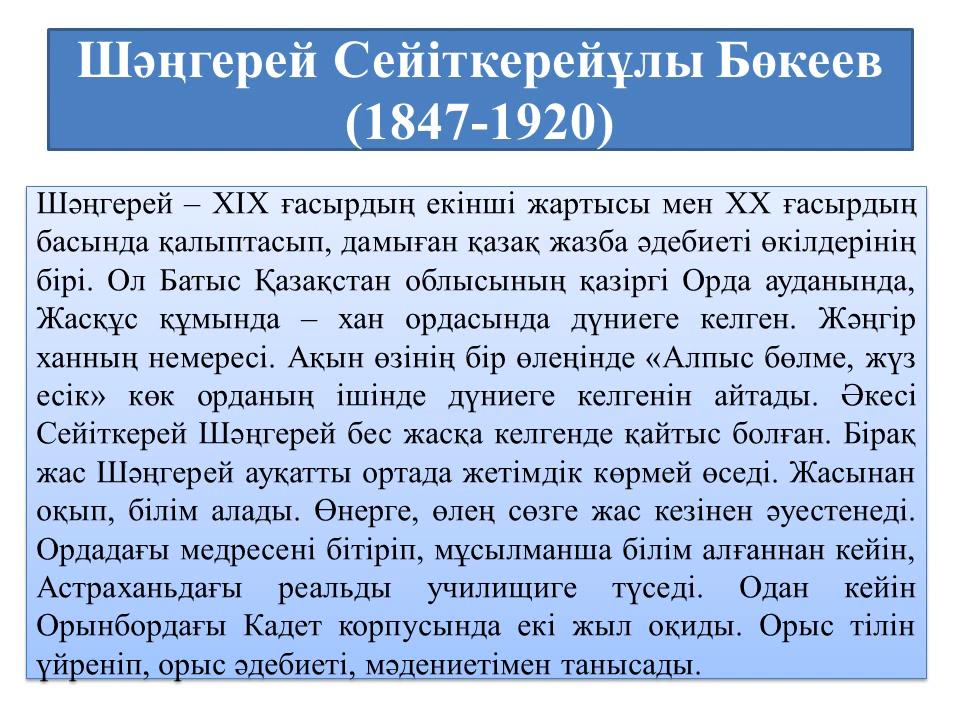 Шәңгерей Сейіткерейұлы Бөкеев
(1847-1920)
Шәңгерей – XIX ғасырдың екінші жартысы мен XX ғасырдың
басында қалыптасып, дамыған қазақ жазба әдебиеті өкілдерінің
бірі. Ол Батыс Қазақстан облысының қазіргі Орда ауданында,
Жасқұс құмында – хан ордасында дүниеге келген. Жәңгір
ханның немересі. Ақын өзінің бір өлеңінде «Алпыс бөлме, жүз
есік» көк орданың ішінде дүниеге келгенін айтады. Әкесі
Сейіткерей Шәңгерей бес жасқа келгенде қайтыс болған. Бірақ
жас Шәңгерей ауқатты ортада жетімдік көрмей өседі. Жасынан
оқып, білім алады. Өнерге, өлең сөзге жас кезінен әуестенеді.
Ордадағы медресені бітіріп, мұсылманша білім алғаннан кейін,
Астраханьдағы реальды училищиге түседі. Одан кейін
Орынбордағы Кадет корпусында екі жыл оқиды. Орыс тілін
үйреніп, орыс әдебиеті, мәдениетімен танысады.